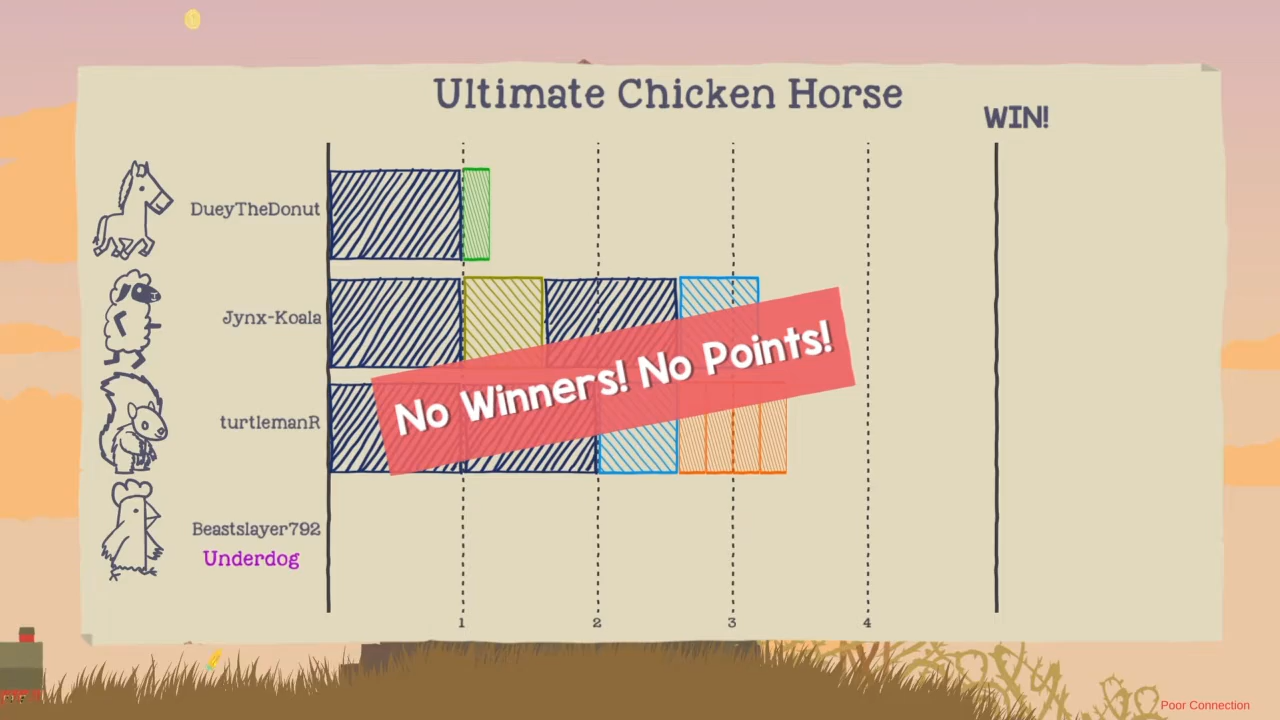 Ultimate Chicken Horse
WIN!
DueyTheDonut
Jynx-Koala
No Winners! No Points!
turtlemanR
Beastslayer792
Underdog
1 2 3 4
Poor Connection